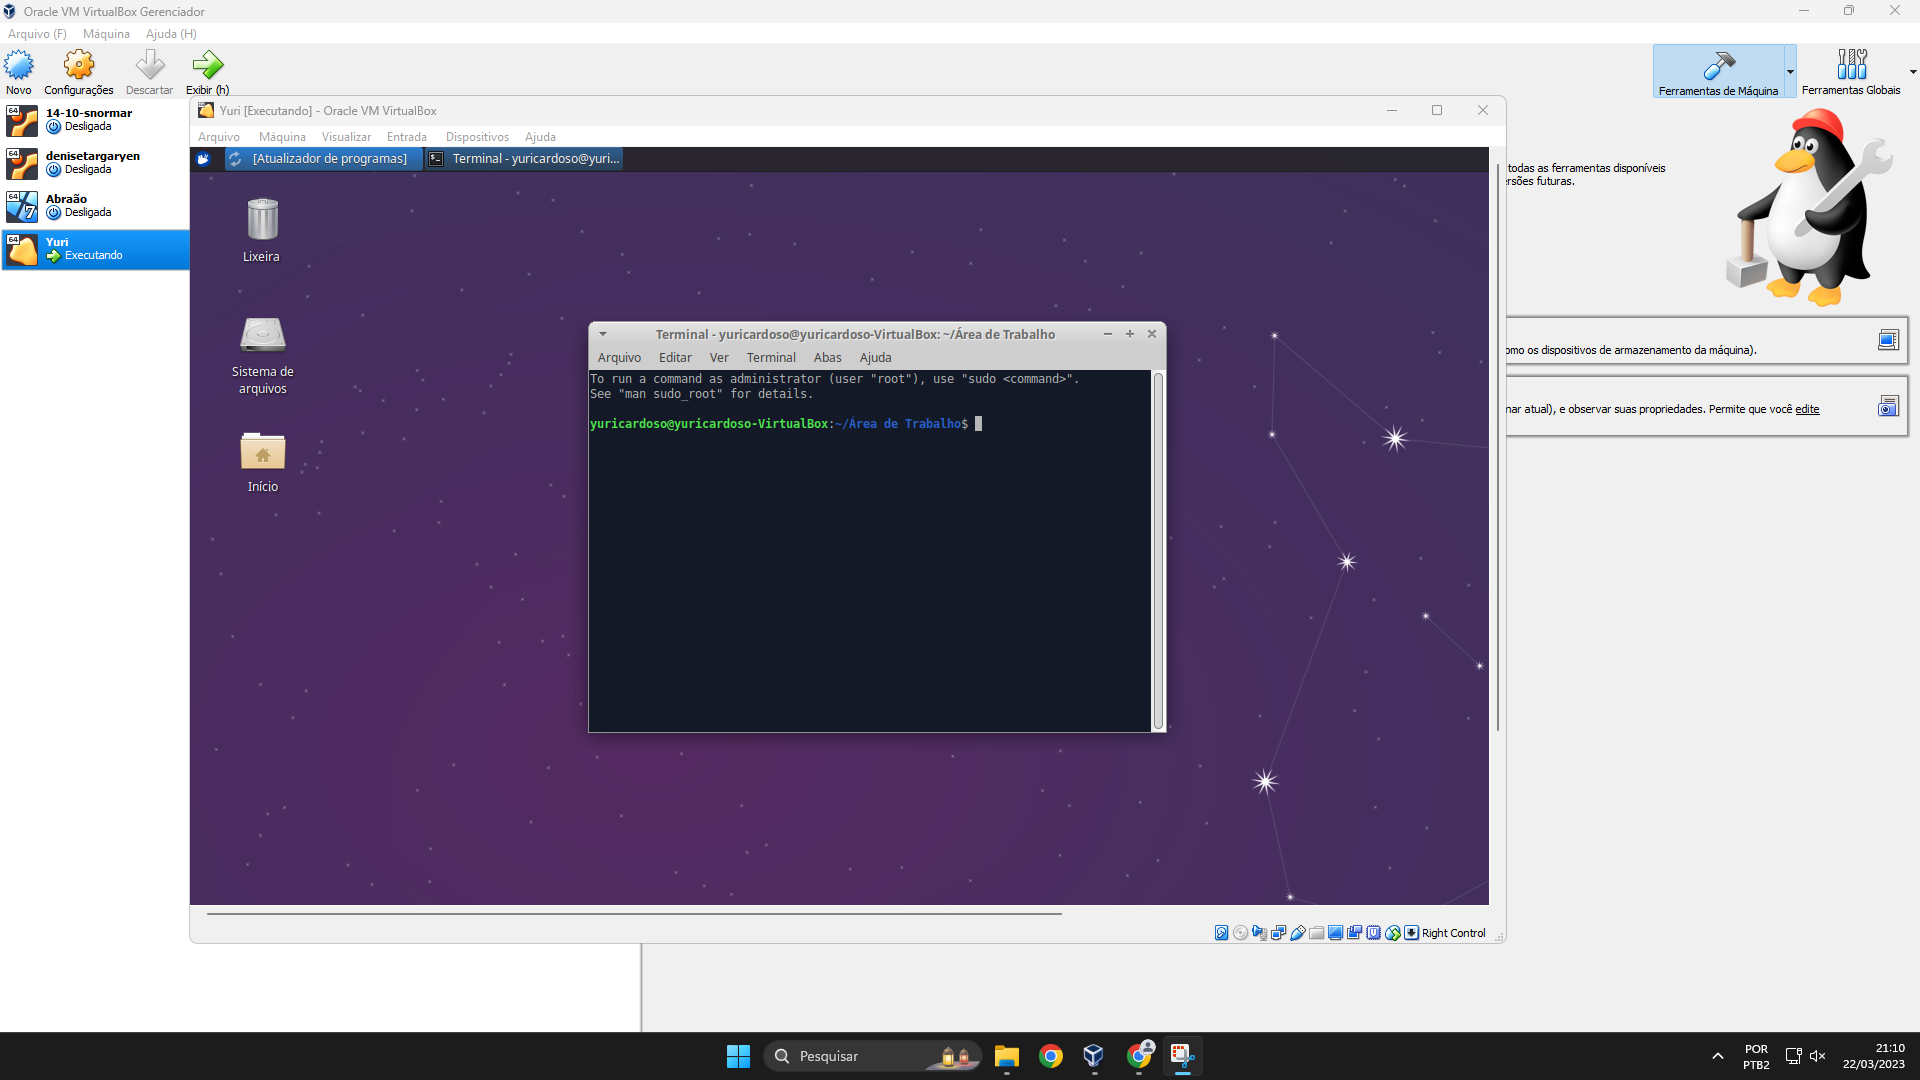 Oracle VM VirtualBox Gerenciador
Arquivo (F) Máquina Ajuda (H)
Novo Configurações Descartar Exibir (h)
Ferramentas de Máquina Ferramentas Globais
64 14-10-snormar
Desligada
64 denisetargaryen
Desligada
64 Abraão
7 Desligada
64 Yuri
Executando
64 Yuri [Executando] - Oracle VM VirtualBox
Arquivo Máquina Visualizar Entrada Dispositivos Ajuda
[Atualizador de programas] Terminal - yuricardoso@yuri...
Lixeira
Sistema de
arquivos
Início
Terminal - yuricardoso@yuricardoso-VirtualBox: ~/Área de Trabalho
Arquivo Editar Ver Terminal Abas Ajuda
To run a command as administrator (user "root"), use "sudo <command>".
See "man sudo_root" for details.
yuricardoso@yuricardoso-VirtualBox:~/Área de Trabalho$
todas as ferramentas disponíveis
rsões futuras.
omo os dispositivos de armazenamento da máquina).
nar atual), e observar suas propriedades. Permite que você edite
Right Control
Pesquisar
POR
PTB2
21:10
22/03/2023